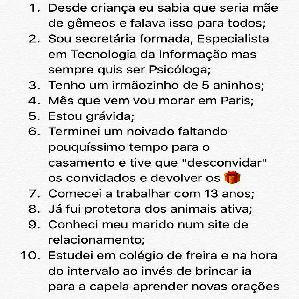 1. Desde criança eu sabia que seria mãe
de gêmeos e falava isso para todos;
2. Sou secretária formada, Especialista
em Tecnologia da Informação mas
sempre quis ser Psicóloga;
3. Tenho um irmãozinho de 5 aninhos;
4. Mês que vem vou morar em Paris;
5. Estou grávida;
6. Terminei um noivado faltando
pouquíssimo tempo para o
casamento e tive que "desconvidar"
os convidados e devolver os 🎁
7. Comecei a trabalhar com 13 anos;
8. Já fui protetora dos animais ativa;
9. Conheci meu marido num site de
relacionamento;
10. Estudei em colégio de freira e na hora
do intervalo ao invés de brincar ia
para a capela aprender novas orações